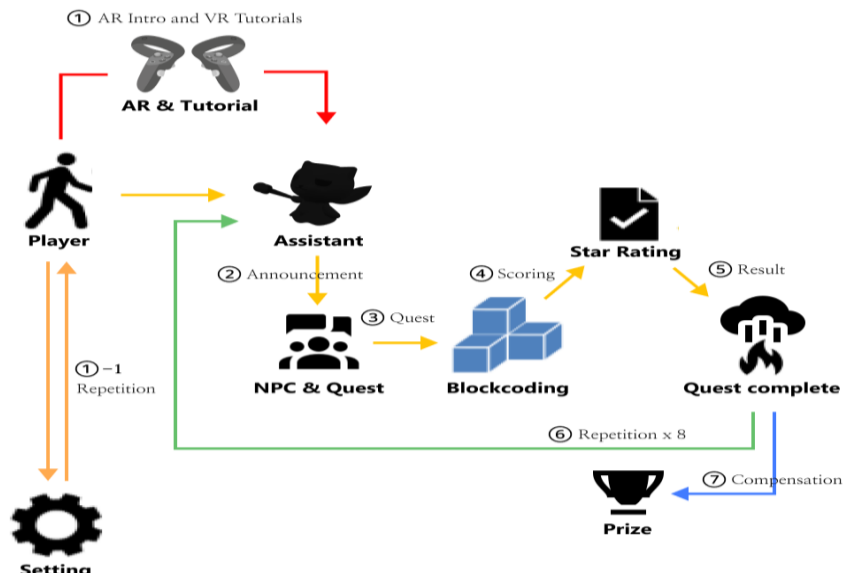 ① AR Intro and VR Tutorials
AR & Tutorial
Player
Assistant
Star Rating
② Announcement
④ Scoring
⑤ Result
③ Quest
①-1
Repetition
NPC & Quest
Blockcoding
Quest complete
⑥ Repetition x 8
⑦ Compensation
Prize
Setting